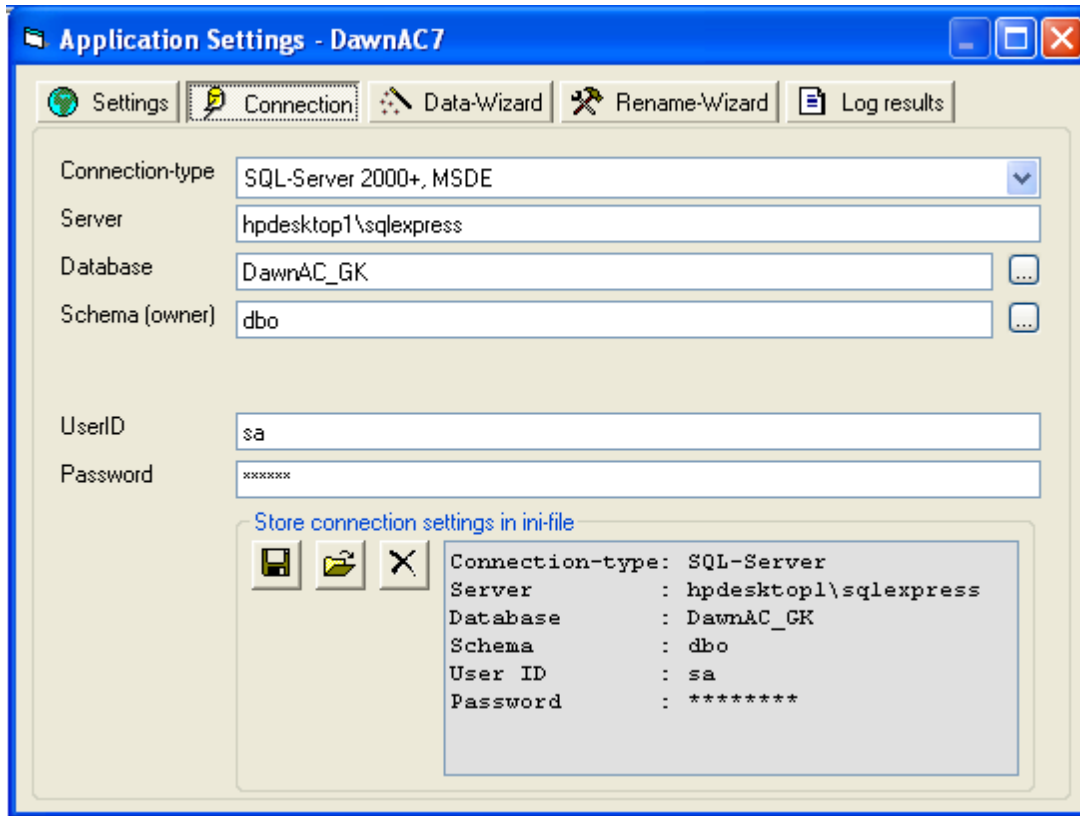 Application Settings - DawnAC7
Settings Connection Data-Wizard Rename-Wizard Log results
Connection-type SQL-Server 2000+, MSDE
Server hpdesktop1\sqlexpress
Database DawnAC_GK ...
Schema (owner) dbo ...
UserID sa
Password ××××××
Store connection settings in ini-file
Connection-type: SQL-Server
Server : hpdesktop1\sqlexpress
Database : DawnAC_GK
Schema : dbo
User ID : sa
Password : ********